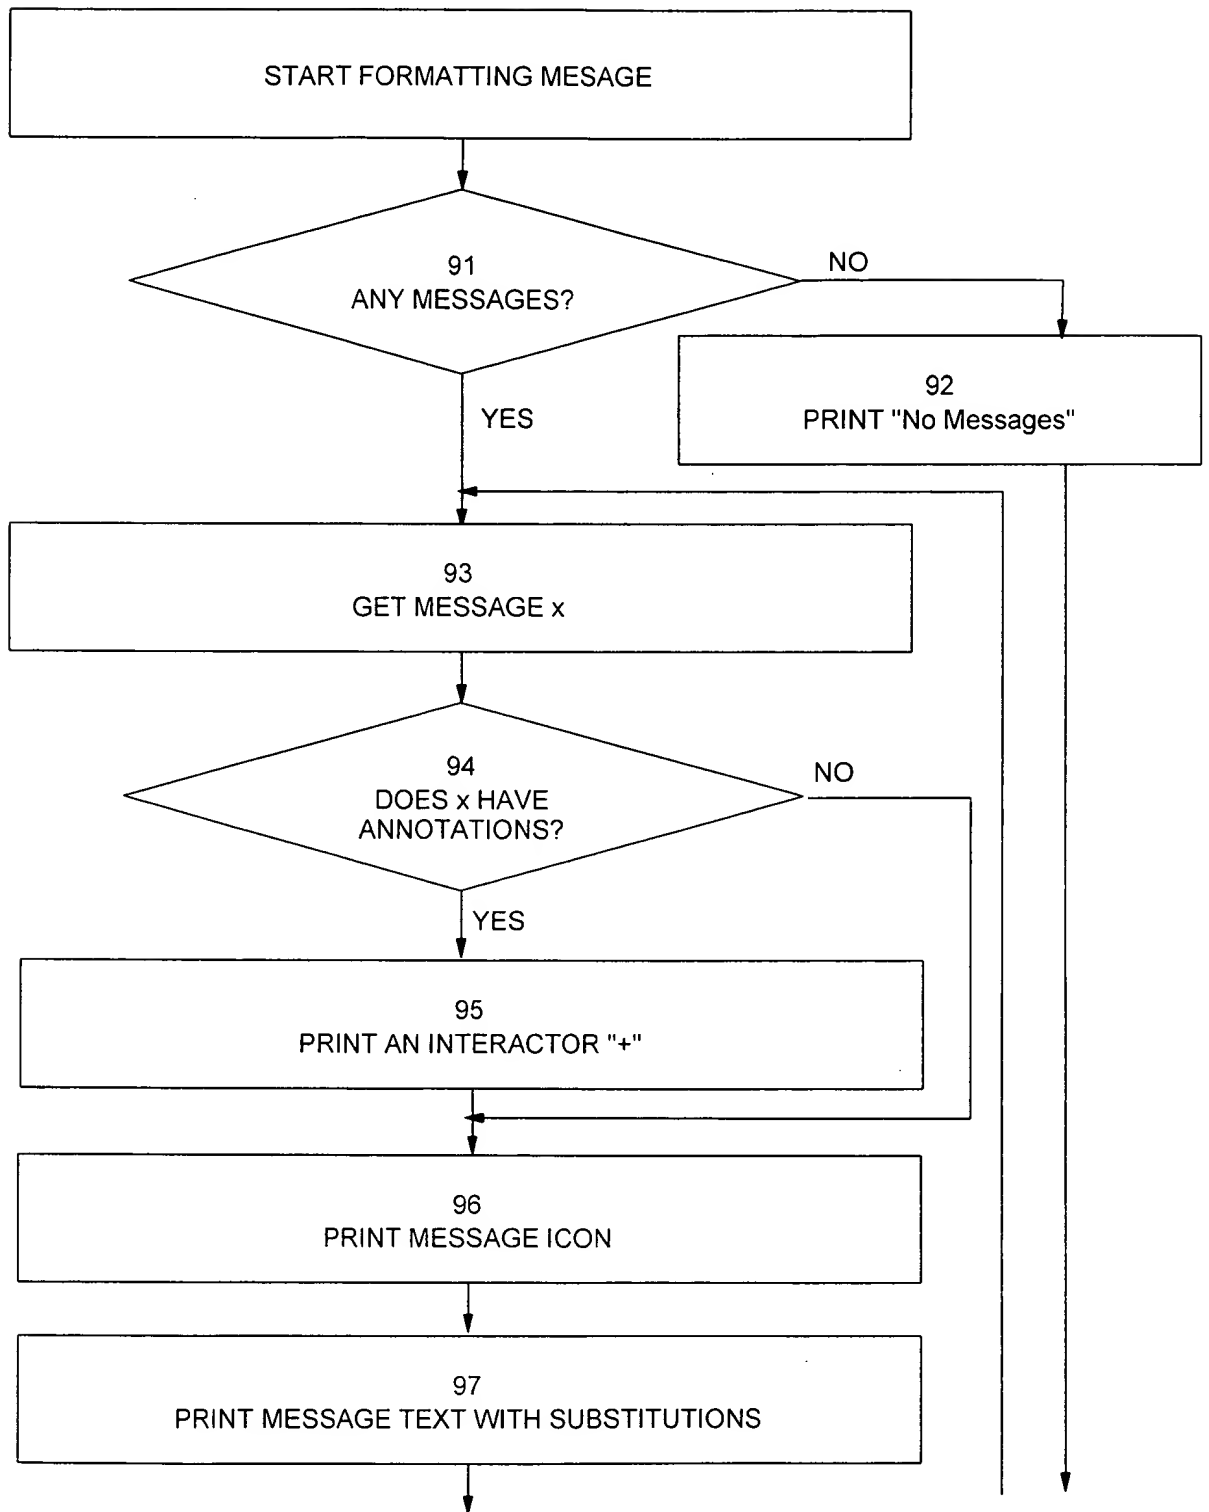 START FORMATTING MESAGE
91
ANY MESSAGES?
NO
92
PRINT "No Messages"
YES
93
GET MESSAGE x
94
DOES x HAVE
ANNOTATIONS?
NO
YES
95
PRINT AN INTERACTOR "+"
96
PRINT MESSAGE ICON
97
PRINT MESSAGE TEXT WITH SUBSTITUTIONS